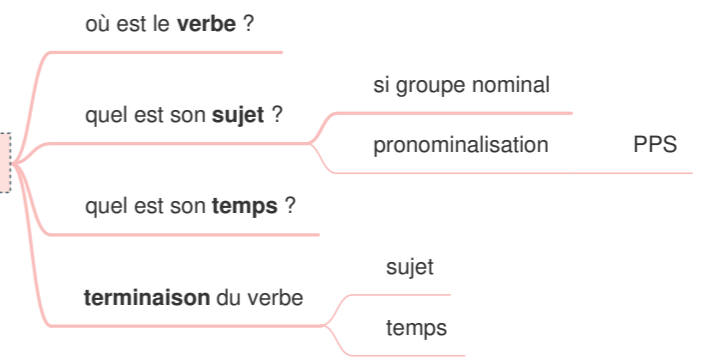 où est le verbe ?
quel est son sujet ?
si groupe nominal
pronominalisation PPS
quel est son temps ?
terminaison du verbe
sujet
temps